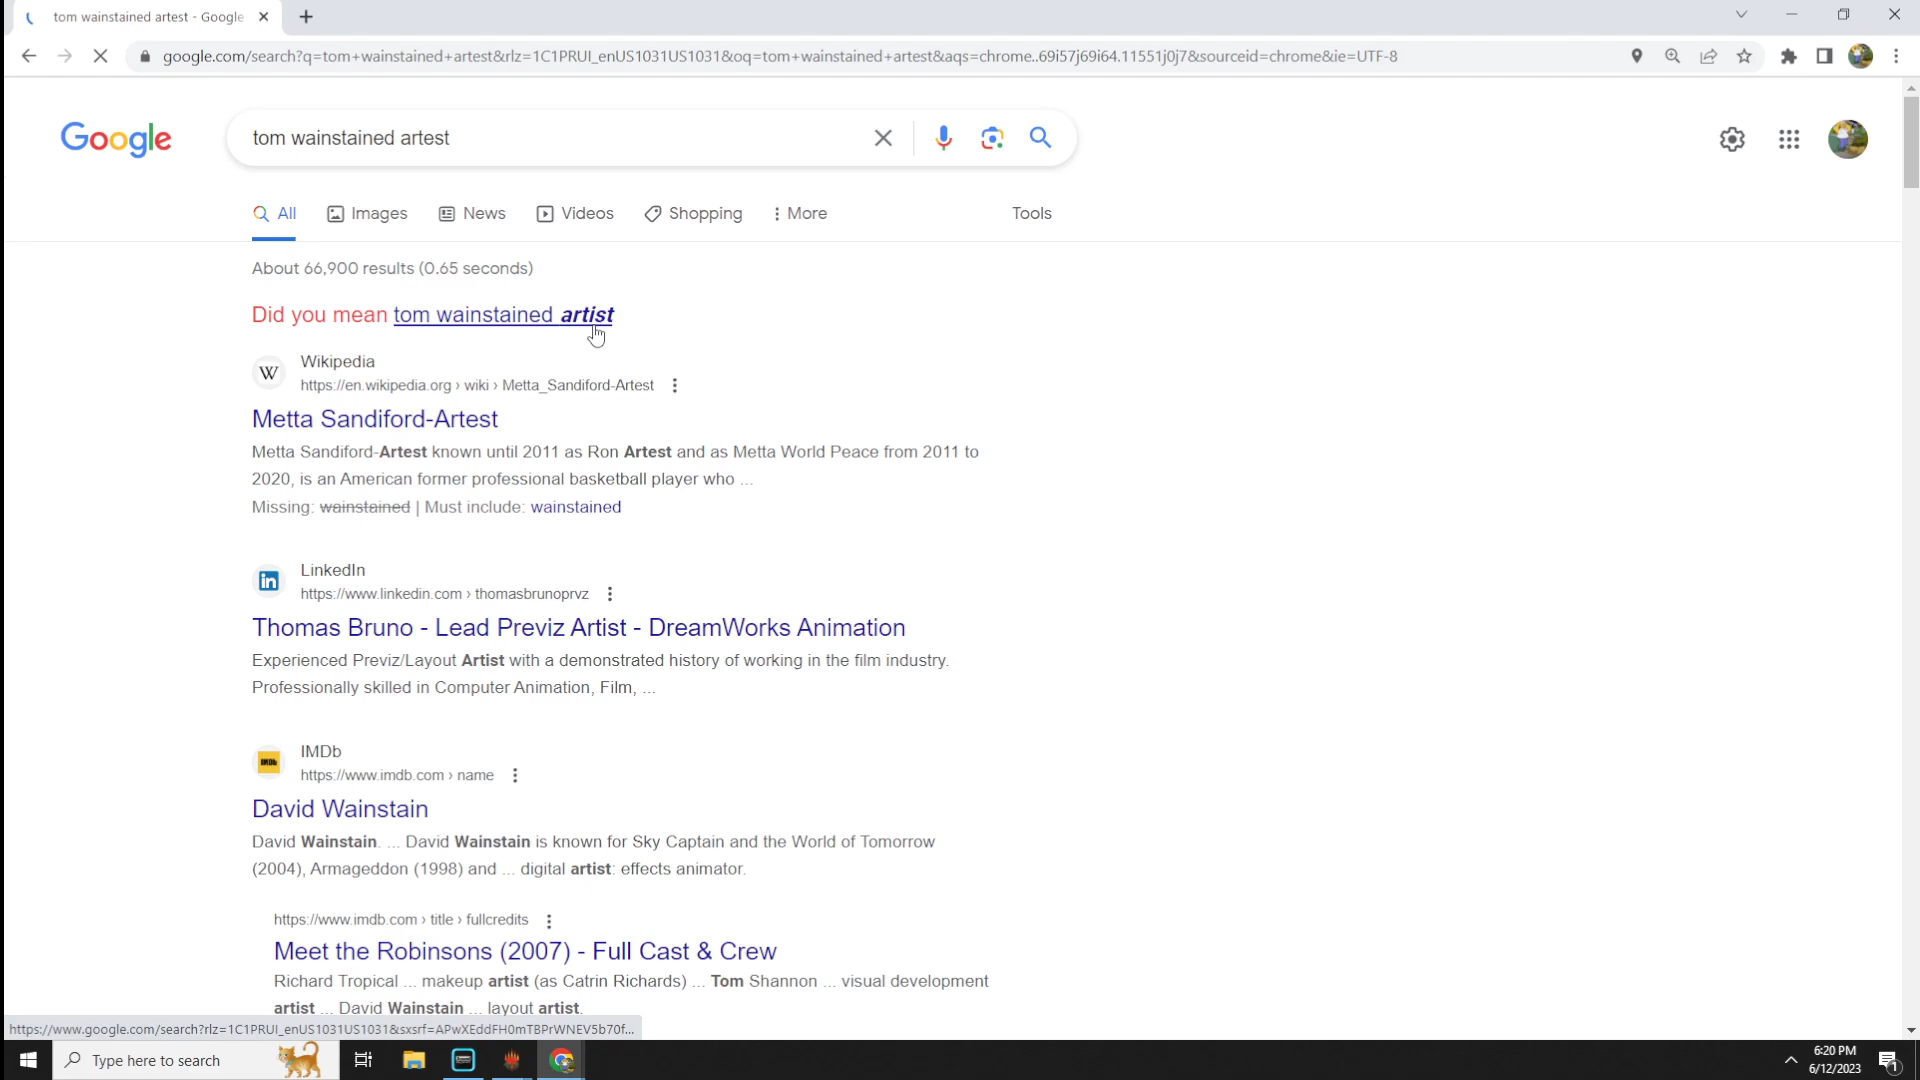 tom wainstained artest - Google
google.com/search?q=tom+wainstained+artest&rlz=1C1PRUI_enUS1031US1031&oq=tom+wainstained+artest&aqs=chrome..69i57j69i64.11551j0j7&sourceid=chrome&ie=UTF-8
Google
tom wainstained artest
All Images News Videos Shopping More Tools
About 66,900 results (0.65 seconds)
Did you mean tom wainstained artist
W
Wikipedia
https://en.wikipedia.org › wiki › Metta_Sandiford-Artest
Metta Sandiford-Artest
Metta Sandiford-Artest known until 2011 as Ron Artest and as Metta World Peace from 2011 to
2020, is an American former professional basketball player who ...
Missing: wainstained | Must include: wainstained
in
LinkedIn
https://www.linkedin.com › thomasbrunoprvz
Thomas Bruno - Lead Previz Artist - DreamWorks Animation
Experienced Previz/Layout Artist with a demonstrated history of working in the film industry.
Professionally skilled in Computer Animation, Film, ...
IMDb
IMDb
https://www.imdb.com › name
David Wainstain
David Wainstain. ... David Wainstain is known for Sky Captain and the World of Tomorrow
(2004), Armageddon (1998) and ... digital artist: effects animator.
https://www.imdb.com › title › fullcredits
Meet the Robinsons (2007) - Full Cast & Crew
Richard Tropical ... makeup artist (as Catrin Richards) ... Tom Shannon ... visual development
artist ... David Wainstain ... layout artist.
https://www.google.com/search?rlz=1C1PRUI_enUS1031US1031&sxsrf=APwXEddFH0mTBPrWNEV5b70f...
Type here to search
6:20 PM
6/12/2023
1